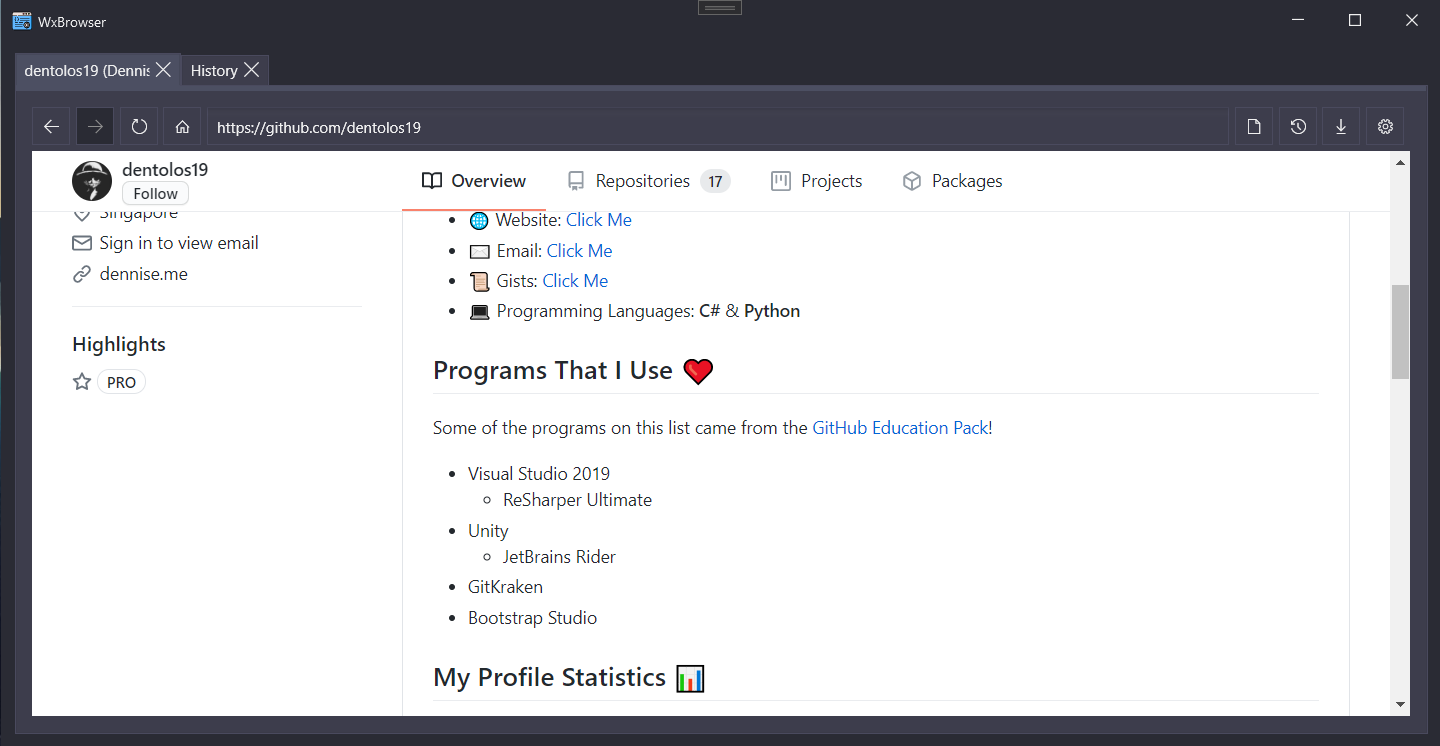 WxBrowser
dentolos19 (Dennis
History
https://github.com/dentolos19
dentolos19
Follow
Overview
Repositories 17
Projects
Packages
Singapore
Sign in to view email
dennise.me
Highlights
PRO
Website: Click Me
Email: Click Me
Gists: Click Me
Programming Languages: C# & Python
Programs That I Use
Some of the programs on this list came from the GitHub Education Pack!
Visual Studio 2019
ReSharper Ultimate
Unity
JetBrains Rider
GitKraken
Bootstrap Studio
My Profile Statistics